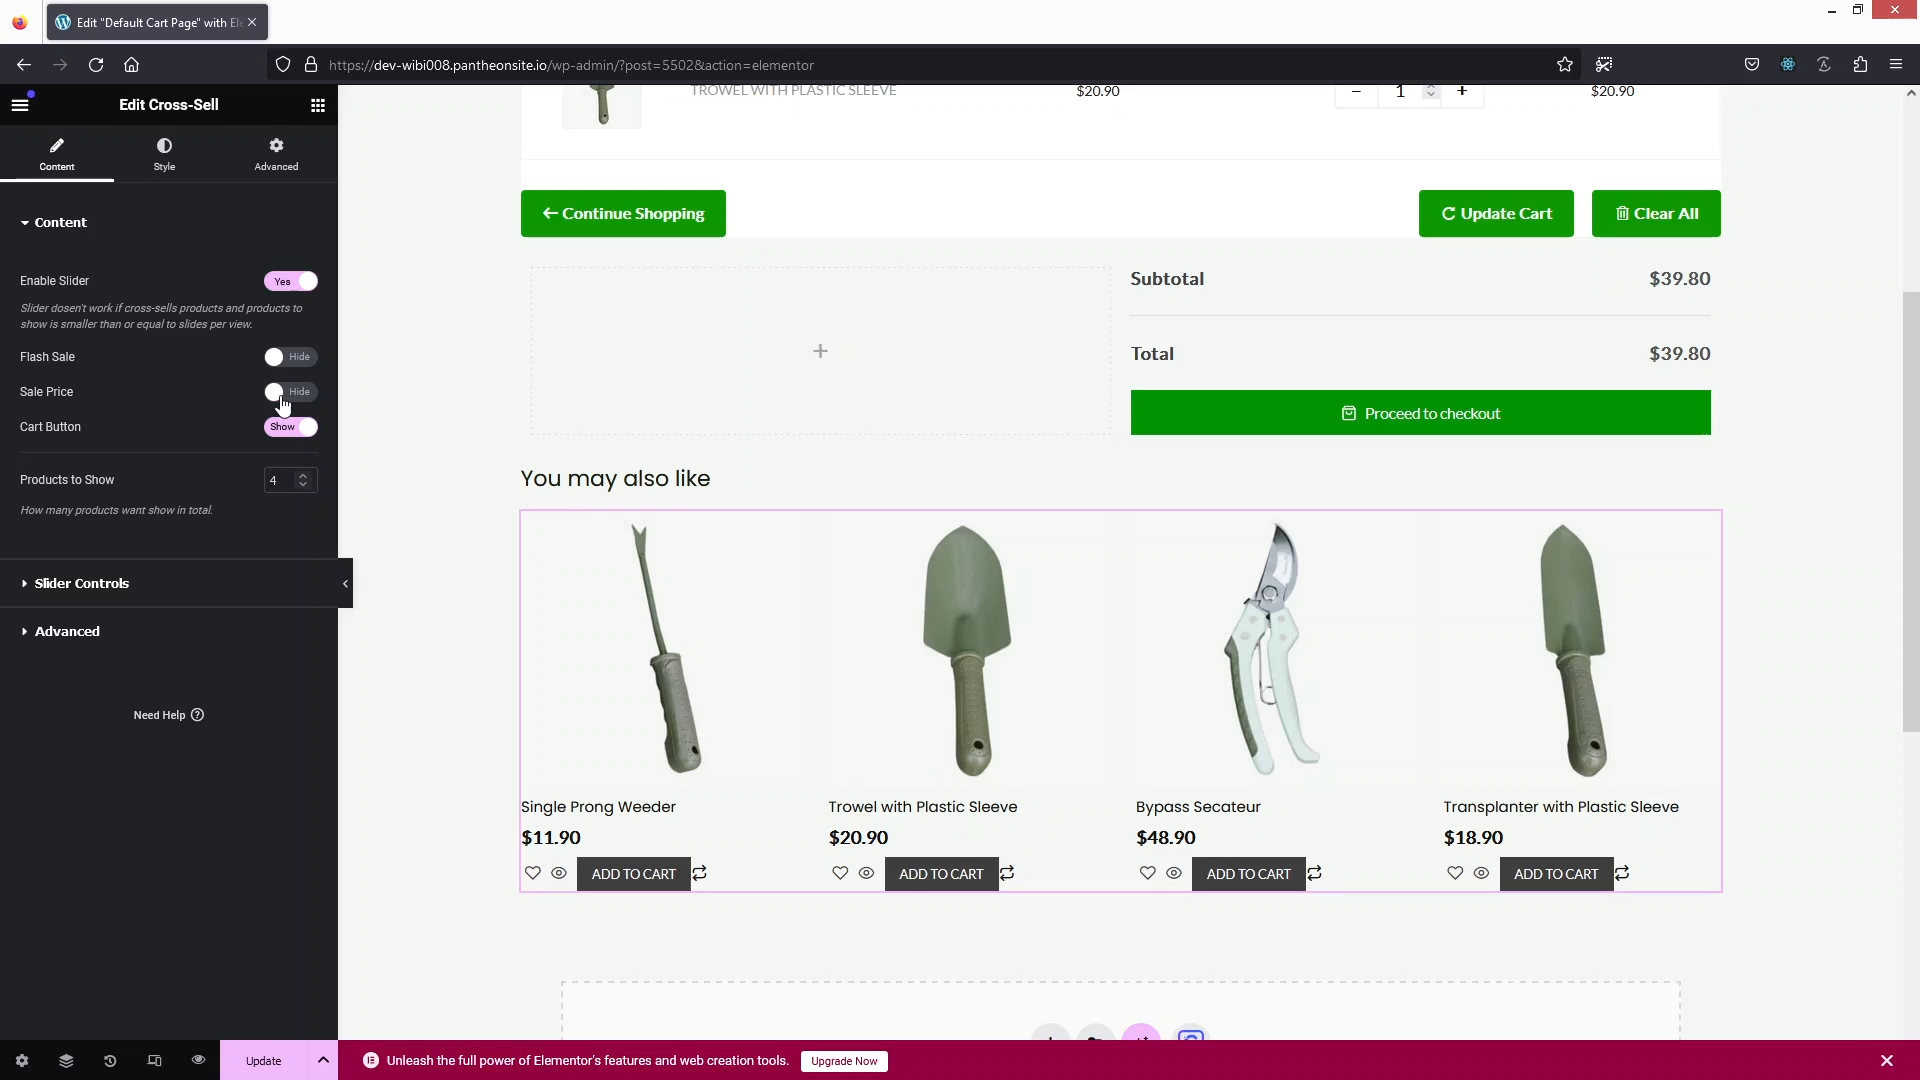 Edit "Default Cart Page" with Ele
https://dev-wibi008.pantheonsite.io/wp-admin/?post=5502&action=elementor
Edit Cross-Sell
Content
Style
Advanced
Content
Enable Slider
Yes
Slider dosen't work if cross-sells products and products to
show is smaller than or equal to slides per view.
Flash Sale
Hide
Sale Price
Hide
Cart Button
Show
Products to Show
4
How many products want show in total.
Slider Controls
Advanced
Need Help
Update
TROWEL WITH PLASTIC SLEEVE
$20.90
− 1 +
$20.90
Continue Shopping
Update Cart
Clear All
Subtotal
$39.80
Total
$39.80
Proceed to checkout
You may also like
Single Prong Weeder
$11.90
ADD TO CART
Trowel with Plastic Sleeve
$20.90
ADD TO CART
Bypass Secateur
$48.90
ADD TO CART
Transplanter with Plastic Sleeve
$18.90
ADD TO CART
Unleash the full power of Elementor's features and web creation tools.
Upgrade Now